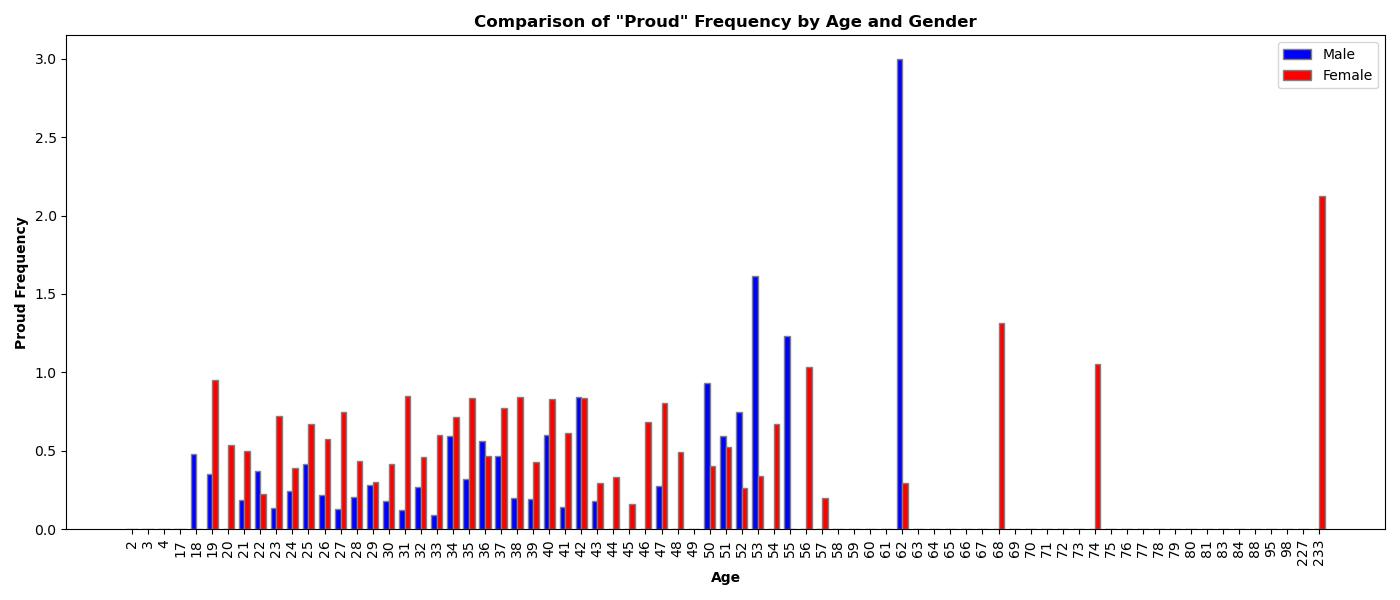 Comparison of "Proud" Frequency by Age and Gender
Male
Female
Proud Frequency
3.0
2.5
2.0
1.5
1.0
0.5
0.0
2 3 4 17 18 19 20 21 22 23 24 25 26 27 28 29 30 31 32 33 34 35 36 37 38 39 40 41 42 43 44 45 46 47 48 49 50 51 52 53 54 55 56 57 58 59 60 61 62 63 64 65 66 67 68 69 70 71 72 73 74 75 76 77 78 79 80 81 83 84 88 95 98 227 233
Age